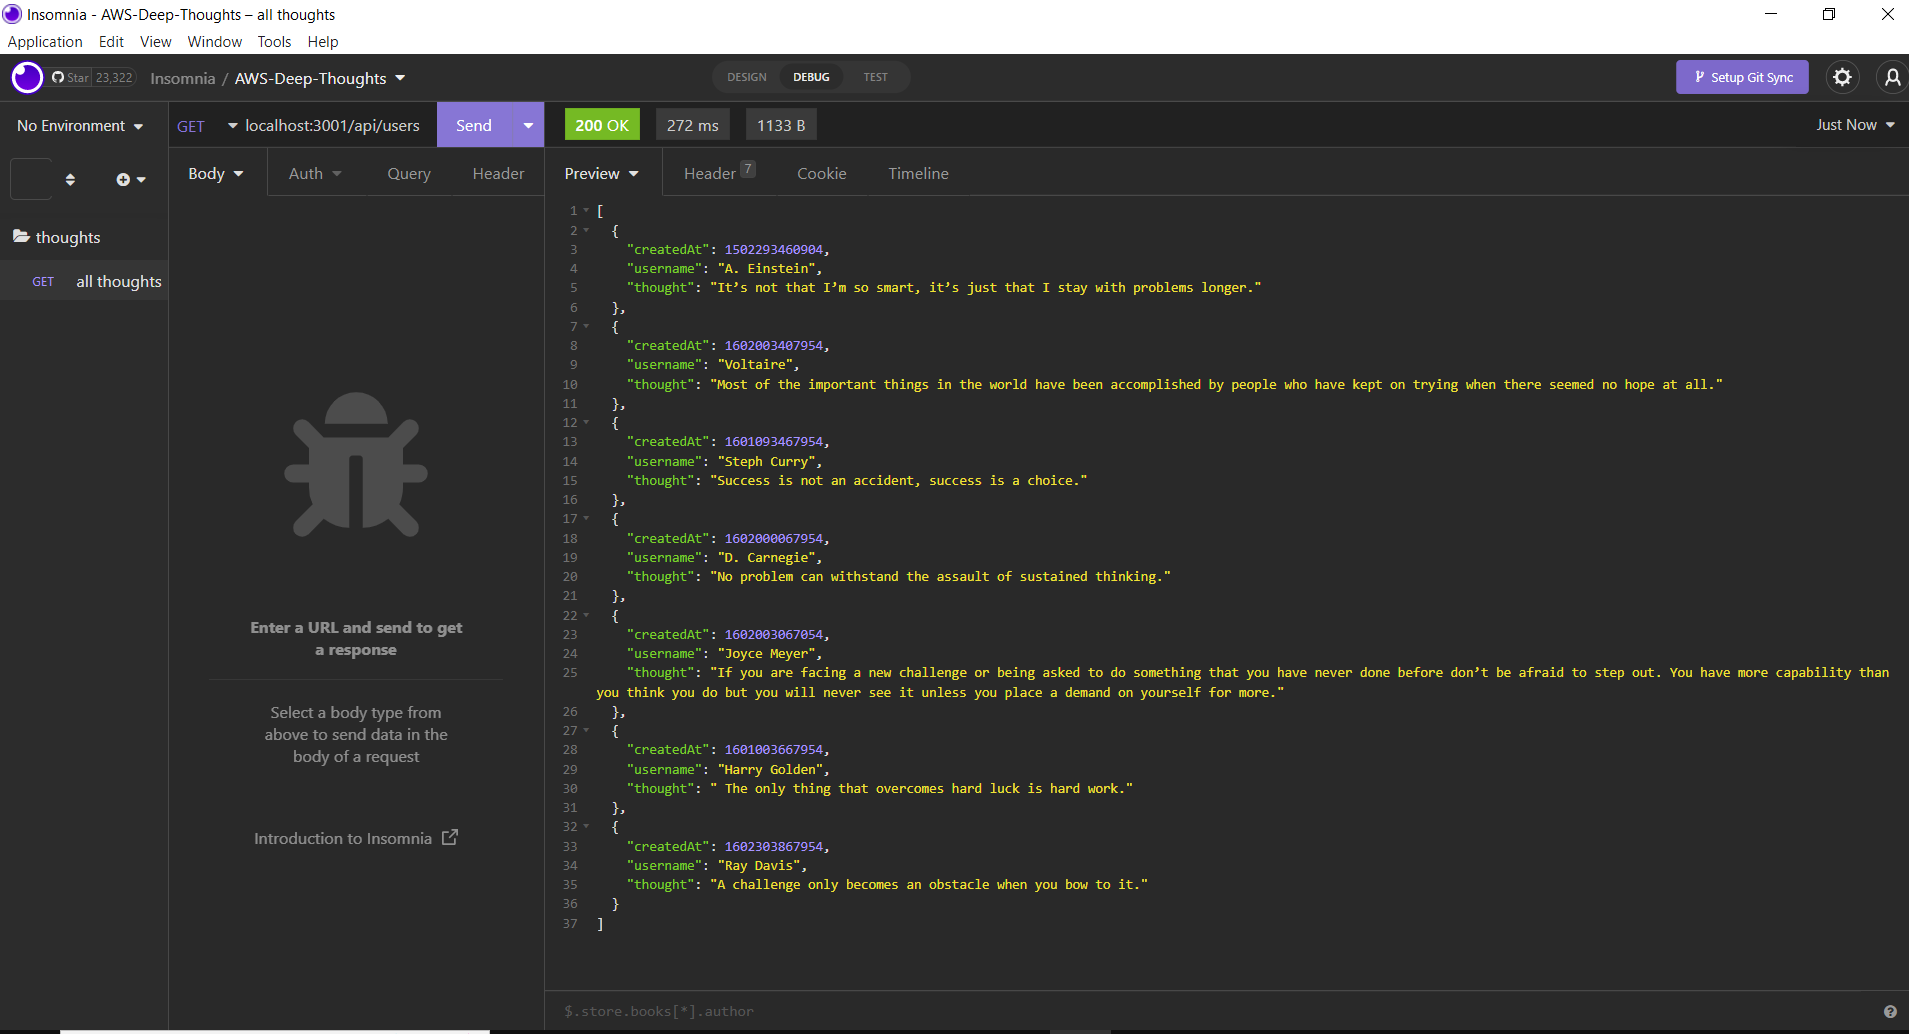 Insomnia - AWS-Deep-Thoughts – all thoughts
Application Edit View Window Tools Help
Star 23,322 Insomnia / AWS-Deep-Thoughts DESIGN DEBUG TEST Setup Git Sync
No Environment GET localhost:3001/api/users Send 200 OK 272 ms 1133 B Just Now
Body Auth Query Header Preview Header 7 Cookie Timeline
thoughts
GET all thoughts
Enter a URL and send to get
a response
Select a body type from
above to send data in the
body of a request
Introduction to Insomnia
1 [
2 {
3 "createdAt": 1502293460904,
4 "username": "A. Einstein",
5 "thought": "It’s not that I’m so smart, it’s just that I stay with problems longer."
6 },
7 {
8 "createdAt": 1602003407954,
9 "username": "Voltaire",
10 "thought": "Most of the important things in the world have been accomplished by people who have kept on trying when there seemed no hope at all."
11 },
12 {
13 "createdAt": 1601093467954,
14 "username": "Steph Curry",
15 "thought": "Success is not an accident, success is a choice."
16 },
17 {
18 "createdAt": 1602000067954,
19 "username": "D. Carnegie",
20 "thought": "No problem can withstand the assault of sustained thinking."
21 },
22 {
23 "createdAt": 1602003067054,
24 "username": "Joyce Meyer",
25 "thought": "If you are facing a new challenge or being asked to do something that you have never done before don’t be afraid to step out. You have more capability than
you think you do but you will never see it unless you place a demand on yourself for more."
26 },
27 {
28 "createdAt": 1601003667954,
29 "username": "Harry Golden",
30 "thought": " The only thing that overcomes hard luck is hard work."
31 },
32 {
33 "createdAt": 1602303867954,
34 "username": "Ray Davis",
35 "thought": "A challenge only becomes an obstacle when you bow to it."
36 }
37 ]
$.store.books[*].author